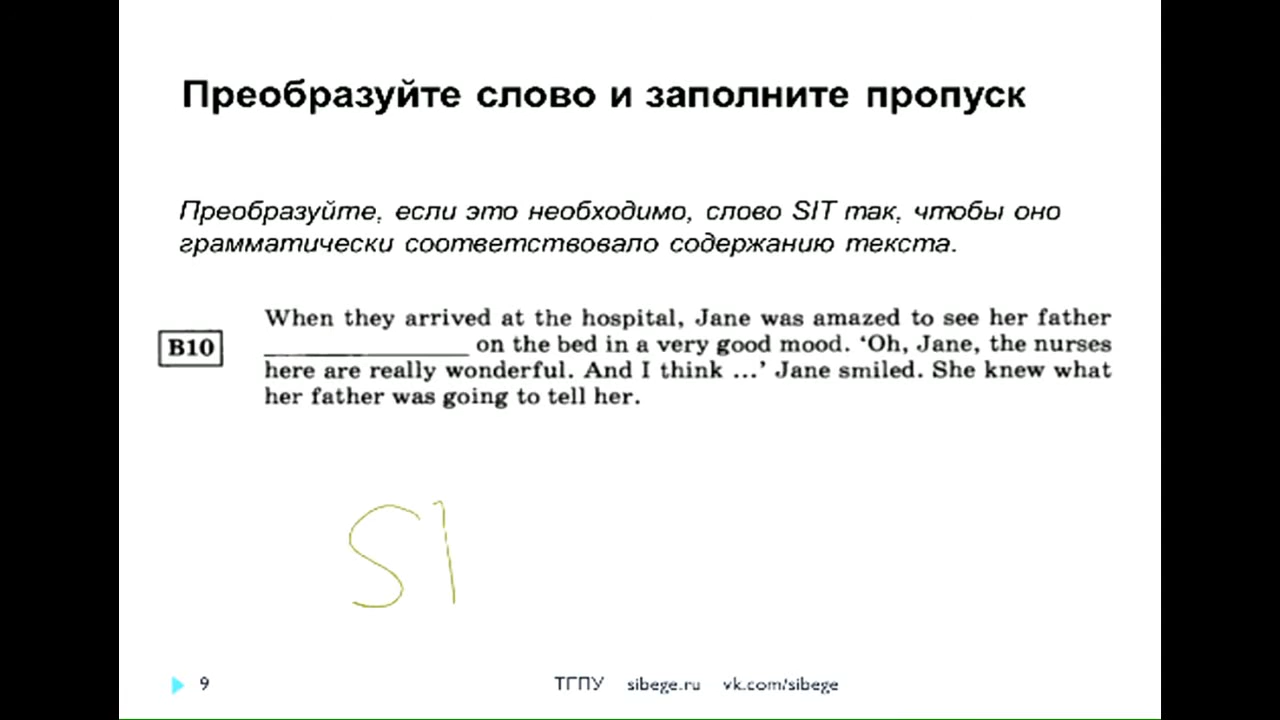 Преобразуйте слово и заполните пропуск
Преобразуйте, если это необходимо, слово SIT так, чтобы оно
грамматически соответствовало содержанию текста.
When they arrived at the hospital, Jane was amazed to see her father
B10 ________________ on the bed in a very good mood. ‘Oh, Jane, the nurses
here are really wonderful. And I think ...’ Jane smiled. She knew what
her father was going to tell her.
SI
9 ТГПУ sibege.ru vk.com/sibege